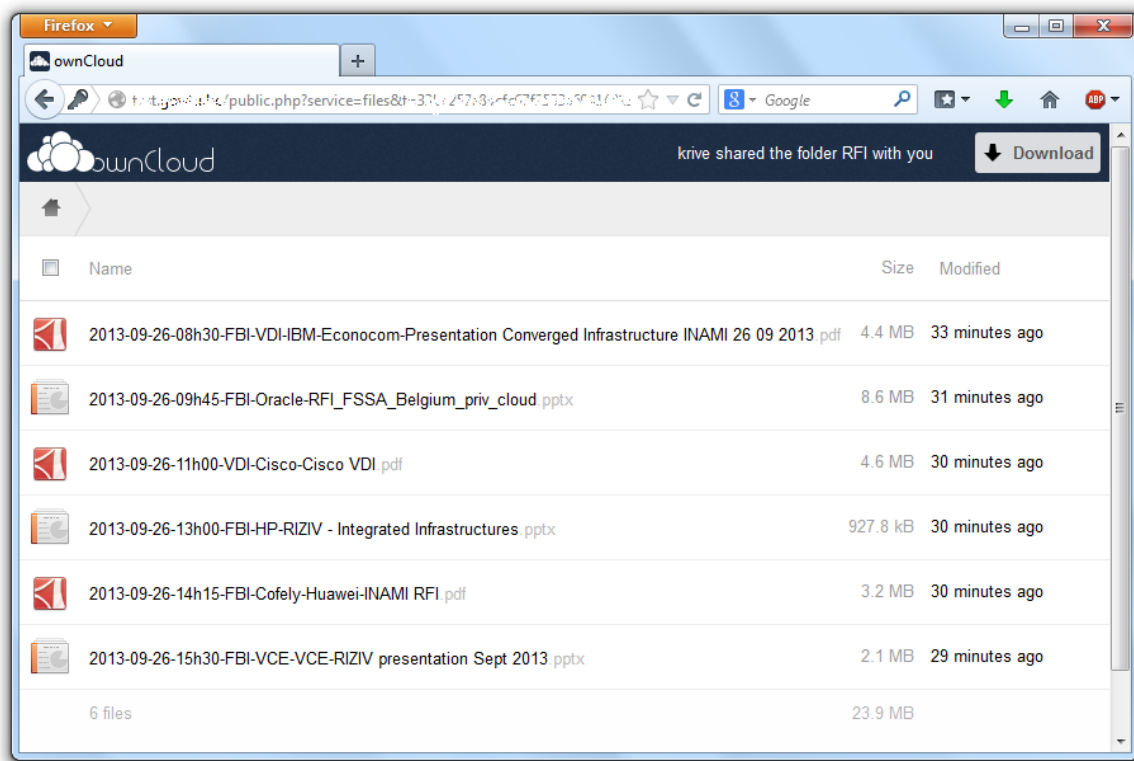 Firefox
ownCloud
/public.php?service=files&t=
Google
ABP
ownCloud
krive shared the folder RFI with you
Download
Name Size Modified
2013-09-26-08h30-FBI-VDI-IBM-Econocom-Presentation Converged Infrastructure INAMI 26 09 2013.pdf 4.4 MB 33 minutes ago
2013-09-26-09h45-FBI-Oracle-RFI_FSSA_Belgium_priv_cloud.pptx 8.6 MB 31 minutes ago
2013-09-26-11h00-VDI-Cisco-Cisco VDI.pdf 4.6 MB 30 minutes ago
2013-09-26-13h00-FBI-HP-RIZIV - Integrated Infrastructures.pptx 927.8 kB 30 minutes ago
2013-09-26-14h15-FBI-Cofely-Huawei-INAMI RFI.pdf 3.2 MB 30 minutes ago
2013-09-26-15h30-FBI-VCE-VCE-RIZIV presentation Sept 2013.pptx 2.1 MB 29 minutes ago
6 files 23.9 MB